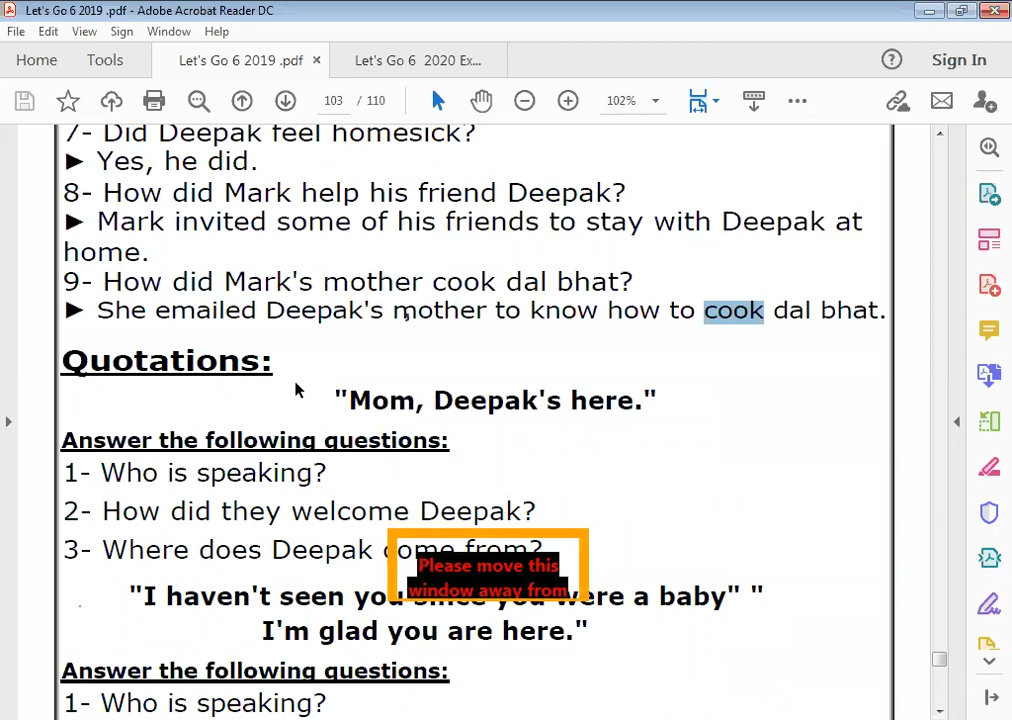 Let's Go 6 2019 .pdf - Adobe Acrobat Reader DC
File Edit View Sign Window Help
Home Tools Let's Go 6 2019 .pdf × Let's Go 6 2020 Ex... Sign In
103 / 110 102%
7- Did Deepak feel homesick?
► Yes, he did.
8- How did Mark help his friend Deepak?
► Mark invited some of his friends to stay with Deepak at
home.
9- How did Mark's mother cook dal bhat?
► She emailed Deepak's mother to know how to cook dal bhat.
Quotations:
"Mom, Deepak's here."
Answer the following questions:
1- Who is speaking?
2- How did they welcome Deepak?
3- Where does Deepak come from?
Please move this
window away from
"I haven't seen you since you were a baby" "
I'm glad you are here."
Answer the following questions:
1- Who is speaking?